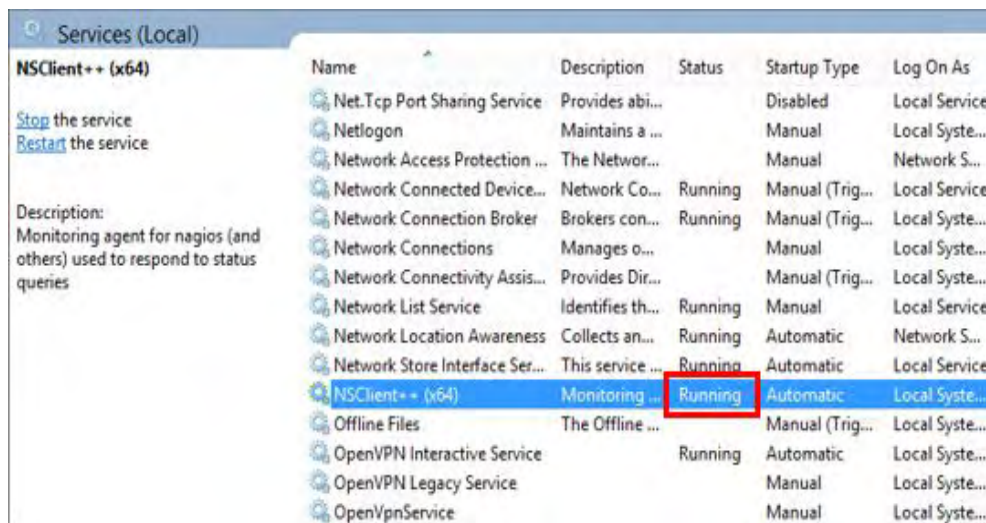 Services (Local)
NSClient++ (x64)
Stop the service
Restart the service
Description:
Monitoring agent for nagios (and
others) used to respond to status
queries
Name Description Status Startup Type Log On As
Net.Tcp Port Sharing Service Provides abi... Disabled Local Service
Netlogon Maintains a ... Manual Local Syste...
Network Access Protection ... The Networ... Manual Network S...
Network Connected Device... Network Co... Running Manual (Trig... Local Service
Network Connection Broker Brokers con... Running Manual (Trig... Local Syste...
Network Connections Manages o... Manual Local Syste...
Network Connectivity Assis... Provides Dir... Manual (Trig... Local Syste...
Network List Service Identifies th... Running Manual Local Service
Network Location Awareness Collects an... Running Automatic Network S...
Network Store Interface Ser... This service ... Running Automatic Local Service
NSClient++ (x64) Monitoring ... Running Automatic Local Syste...
Offline Files The Offline ... Manual (Trig... Local Syste...
OpenVPN Interactive Service Running Automatic Local Syste...
OpenVPN Legacy Service Manual Local Syste...
OpenVpnService Manual Local Syste...